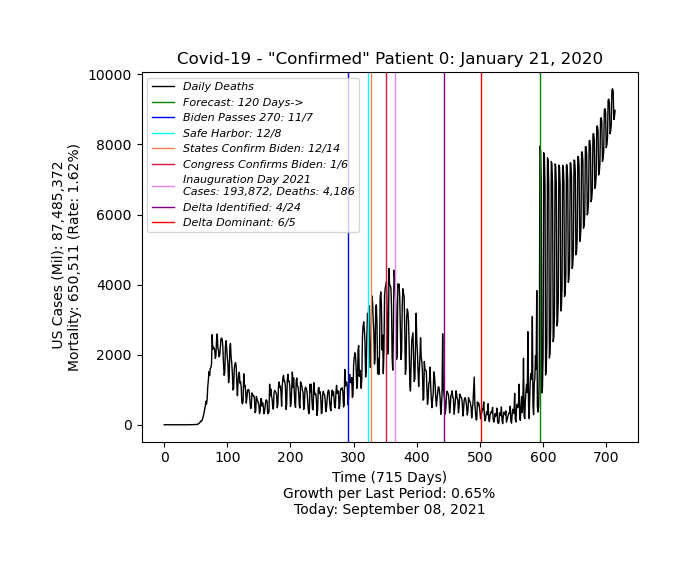 Covid-19 - "Confirmed" Patient 0: January 21, 2020
10000
8000
6000
4000
2000
0
US Cases (Mil): 87,485,372
Mortality: 650,511 (Rate: 1.62%)
Daily Deaths
Forecast: 120 Days->
Biden Passes 270: 11/7
Safe Harbor: 12/8
States Confirm Biden: 12/14
Congress Confirms Biden: 1/6
Inauguration Day 2021
Cases: 193,872, Deaths: 4,186
Delta Identified: 4/24
Delta Dominant: 6/5
0 100 200 300 400 500 600 700
Time (715 Days)
Growth per Last Period: 0.65%
Today: September 08, 2021